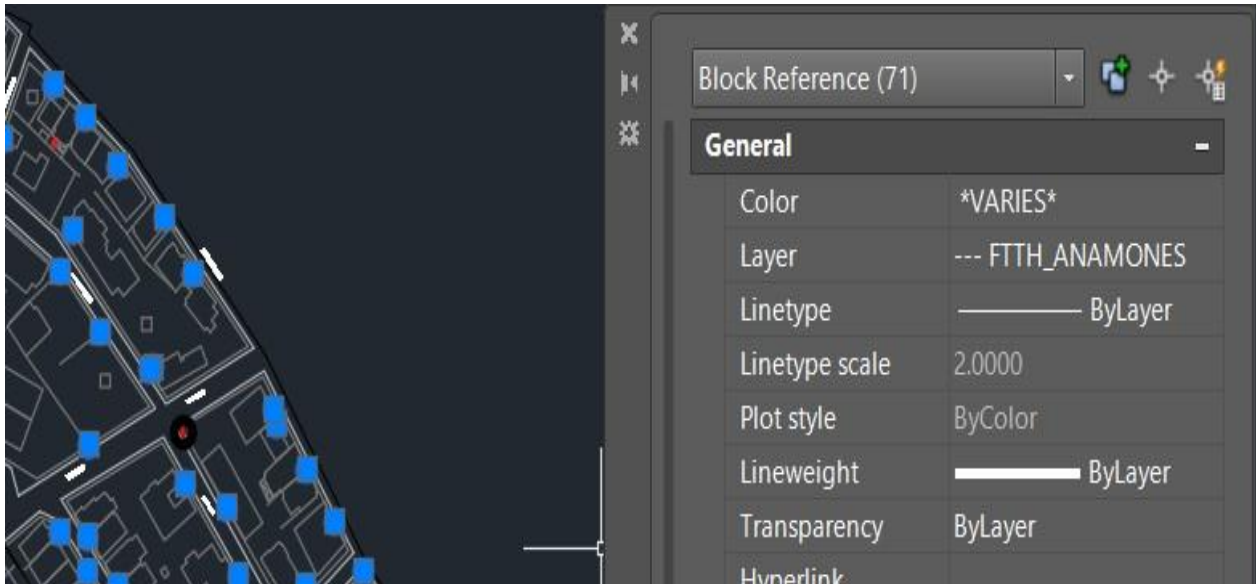 Block Reference (71)
General
Color *VARIES*
Layer --- FTTH_ANAMONES
Linetype ByLayer
Linetype scale 2.0000
Plot style ByColor
Lineweight ByLayer
Transparency ByLayer
Hyperlink